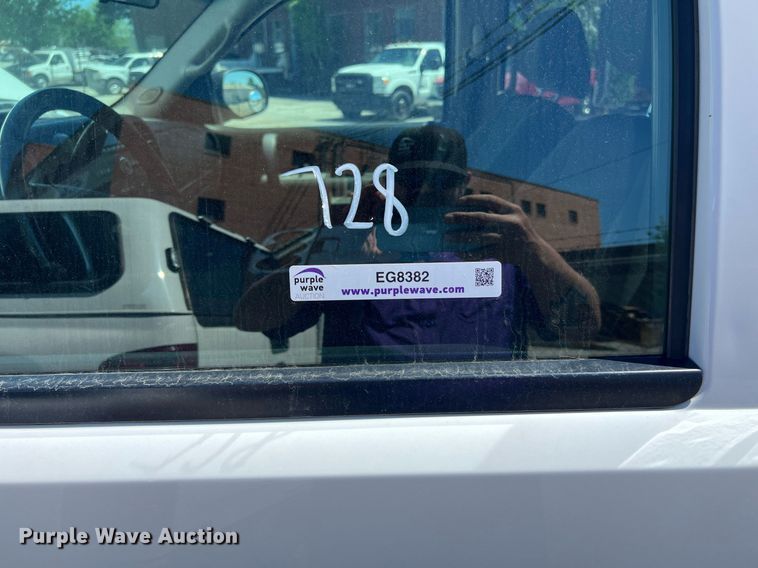 728
purple
wave
AUCTION
EG8382
www.purplewave.com
Purple Wave Auction